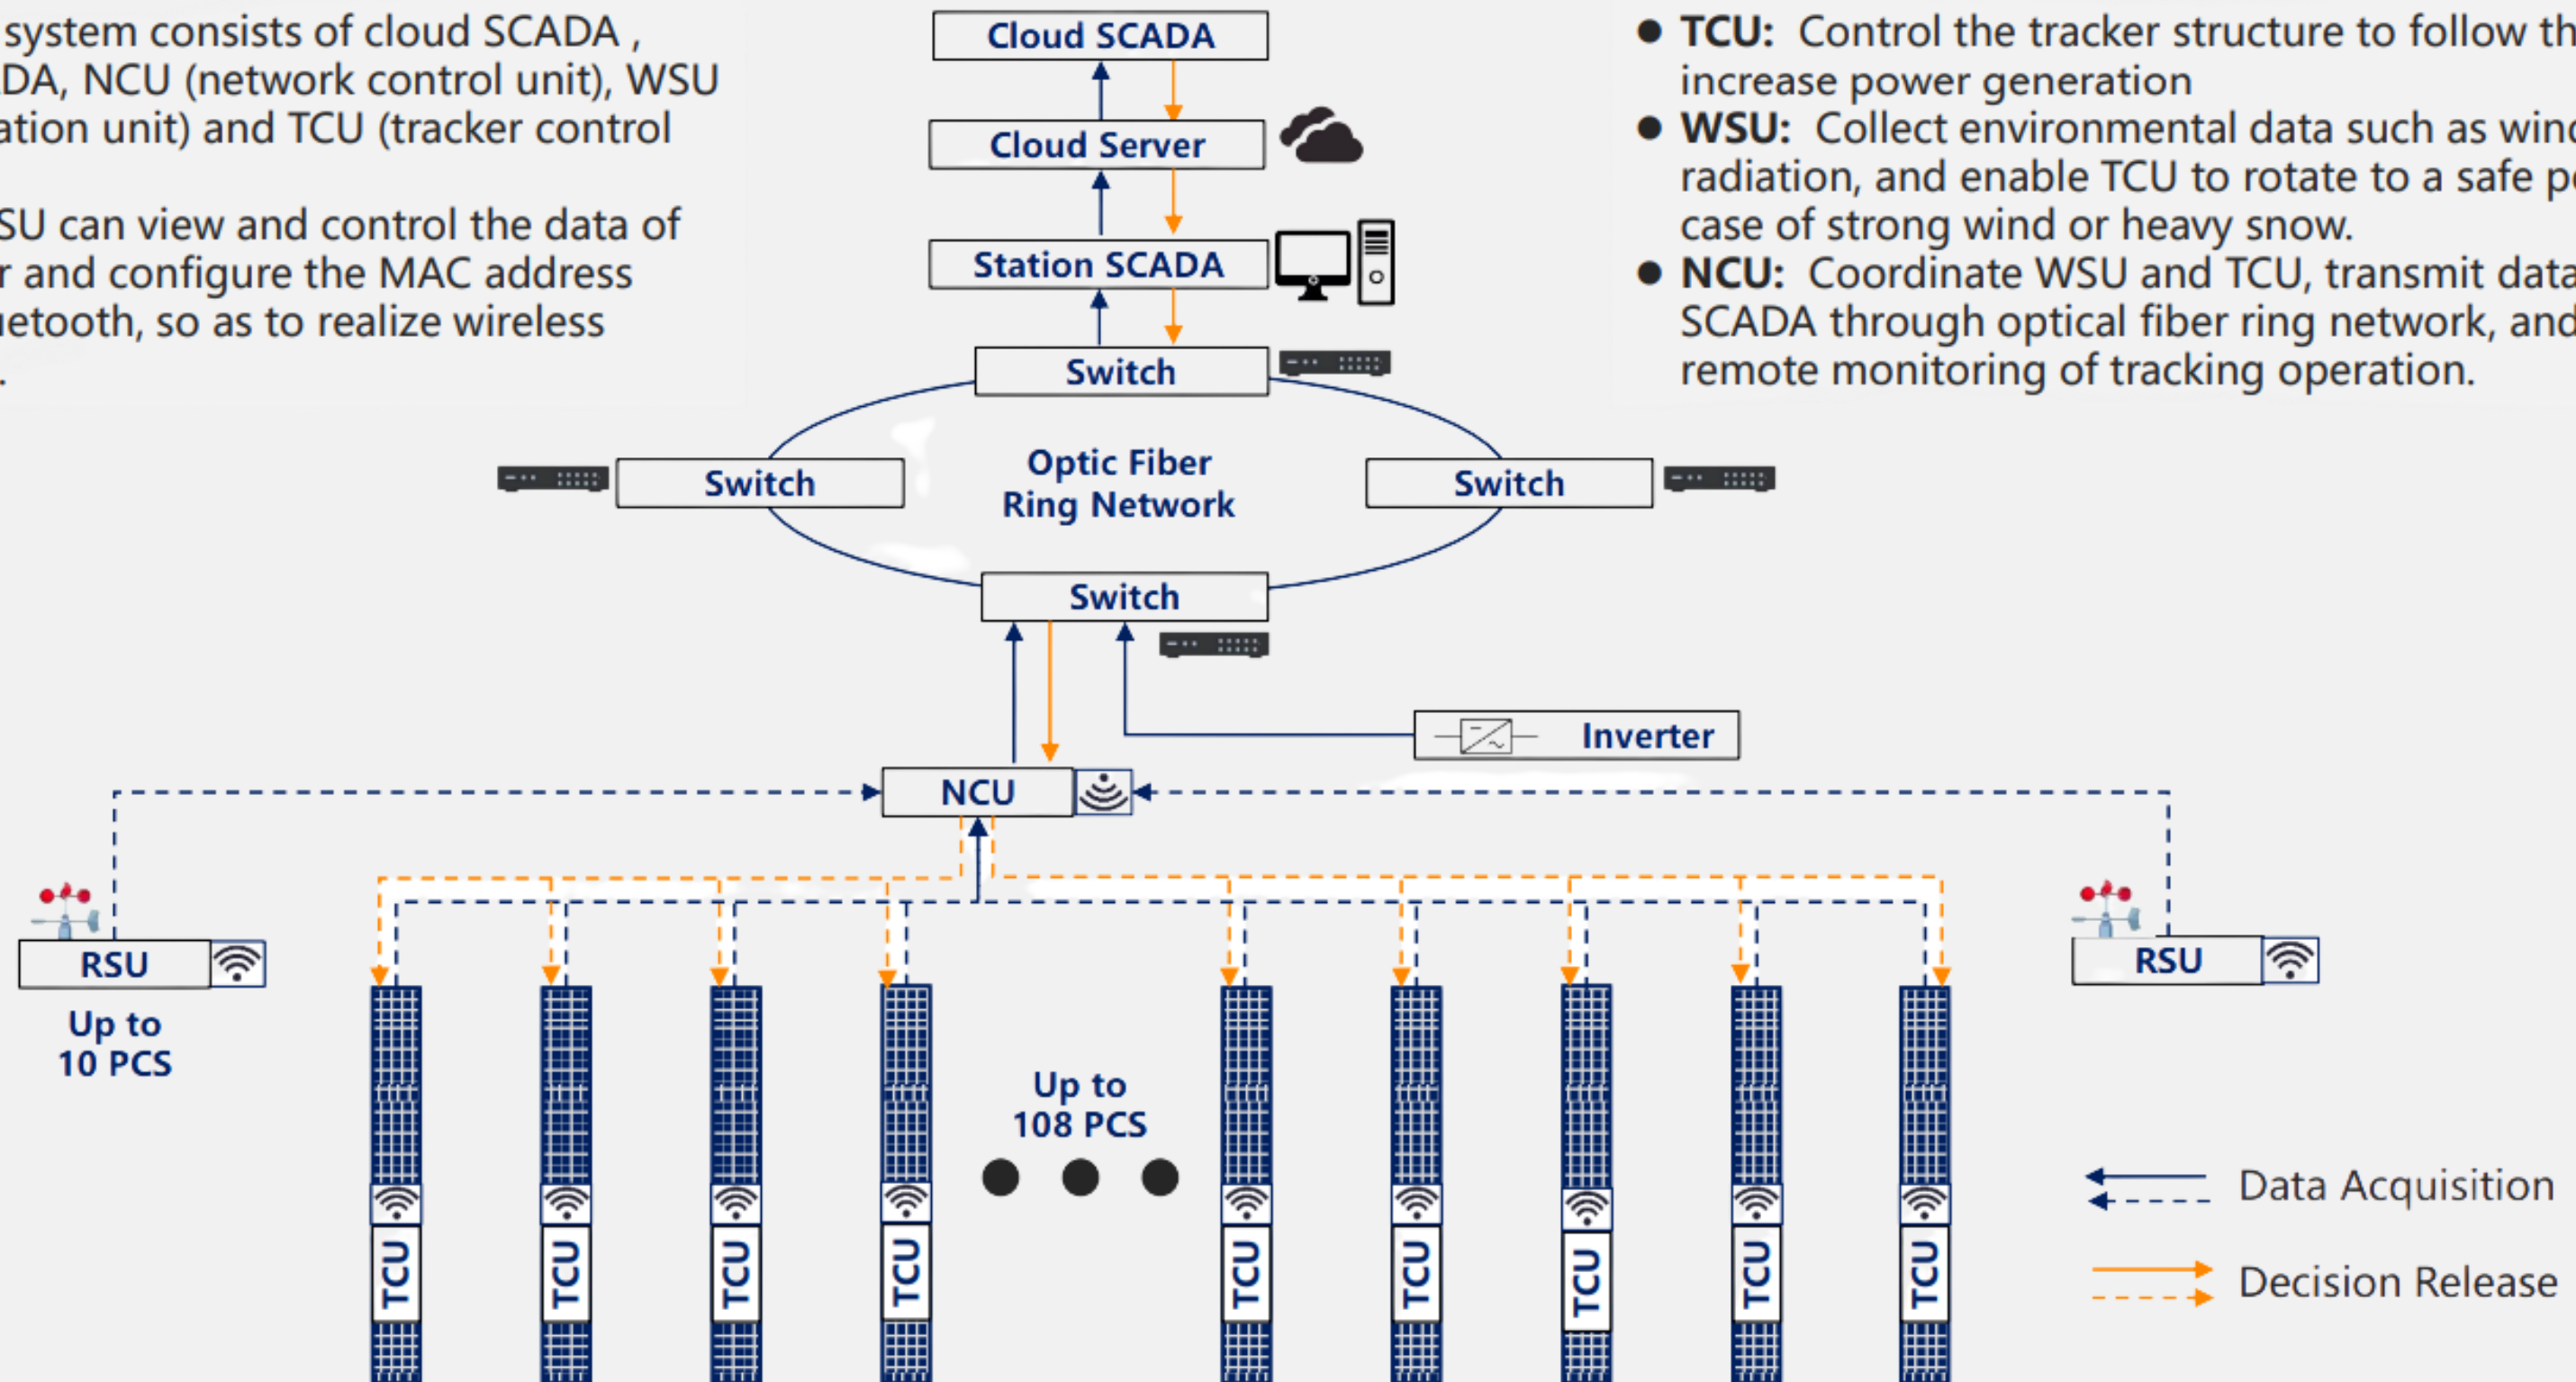 system consists of cloud SCADA ,
DA, NCU (network control unit), WSU
ation unit) and TCU (tracker control
SU can view and control the data of
r and configure the MAC address
uetooth, so as to realize wireless
.
Cloud SCADA
Cloud Server
Station SCADA
Switch
Switch
Optic Fiber
Ring Network
Switch
Switch
● TCU: Control the tracker structure to follow th
increase power generation
● WSU: Collect environmental data such as wind
radiation, and enable TCU to rotate to a safe po
case of strong wind or heavy snow.
● NCU: Coordinate WSU and TCU, transmit data
SCADA through optical fiber ring network, and
remote monitoring of tracking operation.
Inverter
NCU
RSU
Up to
10 PCS
RSU
Up to
108 PCS
TCU
TCU
TCU
TCU
TCU
TCU
TCU
TCU
TCU
Data Acquisition
Decision Release